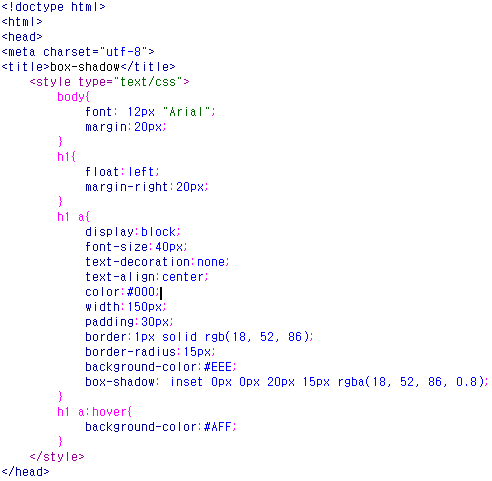 <!doctype html>
<html>
<head>
<meta charset="utf-8">
<title>box-shadow</title>
    <style type="text/css">
        body{
            font: 12px "Arial";
            margin:20px;
        }
        h1{
            float:left;
            margin-right:20px;
        }
        h1 a{
            display:block;
            font-size:40px;
            text-decoration:none;
            text-align:center;
            color:#000;
            width:150px;
            padding:30px;
            border:1px solid rgb(18, 52, 86);
            border-radius:15px;
            background-color:#EEE;
            box-shadow: inset 0px 0px 20px 15px rgba(18, 52, 86, 0.8);
        }
        h1 a:hover{
            background-color:#AFF;
        }
    </style>
</head>